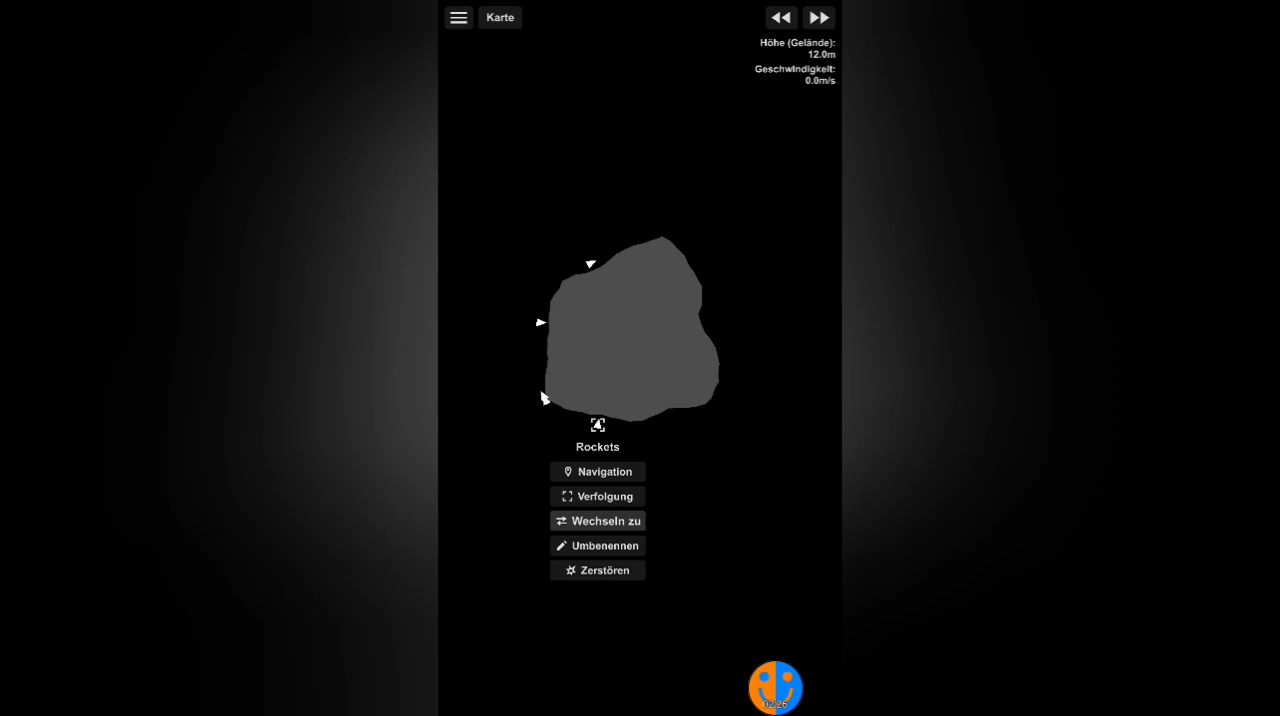 Karte
Höhe (Gelände):
12.0m
Geschwindigkeit:
0.0m/s
Rockets
Navigation
Verfolgung
Wechseln zu
Umbenennen
Zerstören
02:26